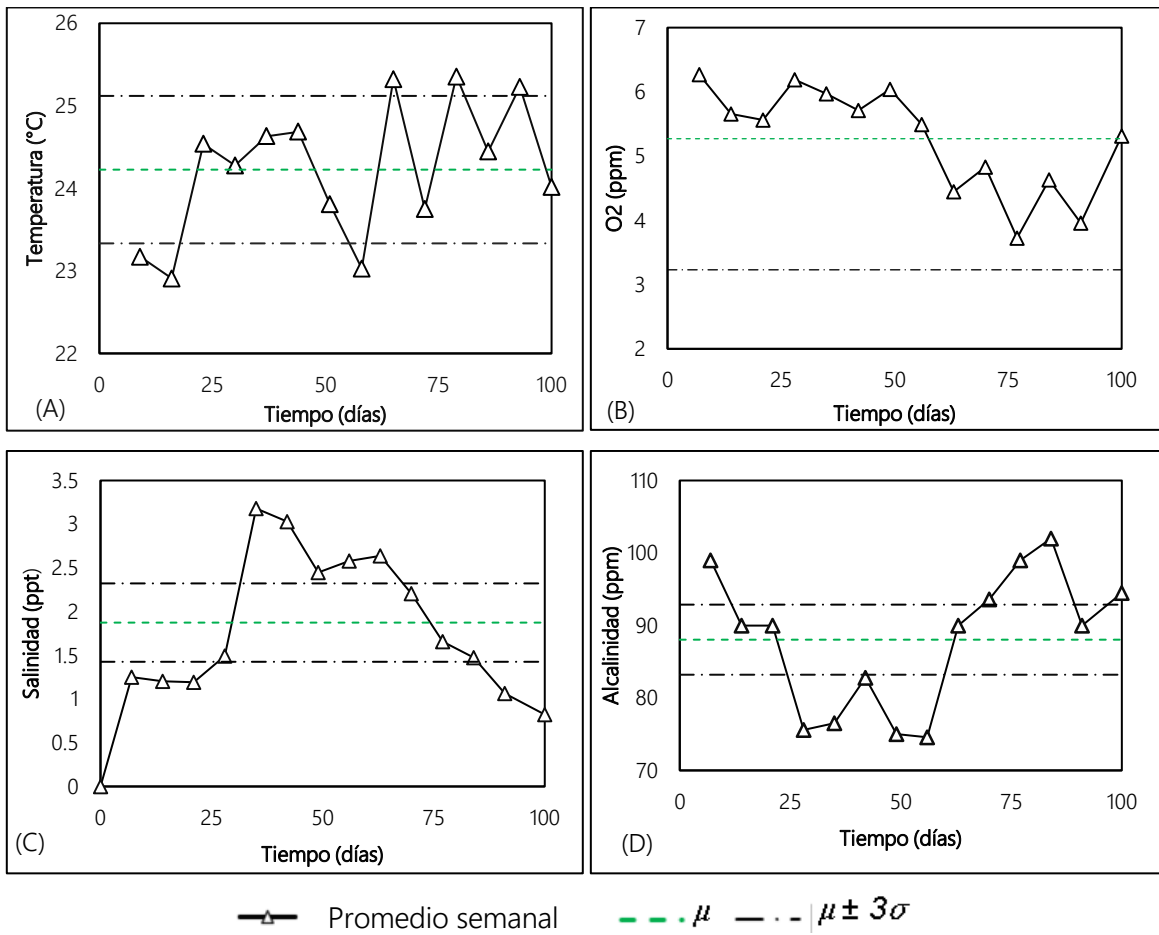 26
25
24
23
22
Temperatura (°C)
0 25 50 75 100
Tiempo (días)
(A)
7
6
5
4
3
2
O2 (ppm)
0 25 50 75 100
Tiempo (días)
(B)
3.5
3
2.5
2
1.5
1
0.5
0
Salinidad (ppt)
0 25 50 75 100
Tiempo (días)
(C)
110
100
90
80
70
Alcalinidad (ppm)
0 25 50 75 100
Tiempo (días)
(D)
Promedio semanal μ μ ± 3σ